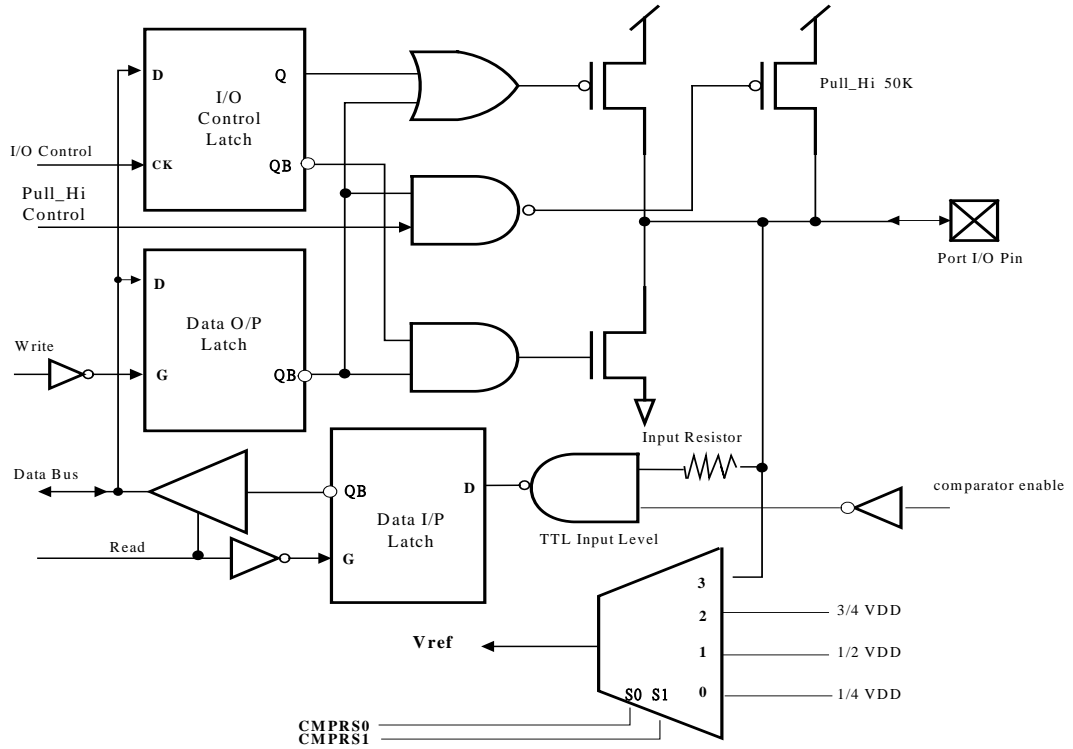 D
Q
I/O
Control
Latch
CK
QB
I/O Control
Pull_Hi
Control
Pull_Hi 50K
Port I/O Pin
D
Data O/P
Latch
G
QB
Write
Data Bus
Read
QB
D
Data I/P
Latch
G
Input Resistor
TTL Input Level
comparator enable
3
2
1
0
3/4 VDD
1/2 VDD
1/4 VDD
Vref
S0 S1
CMPRS0
CMPRS1